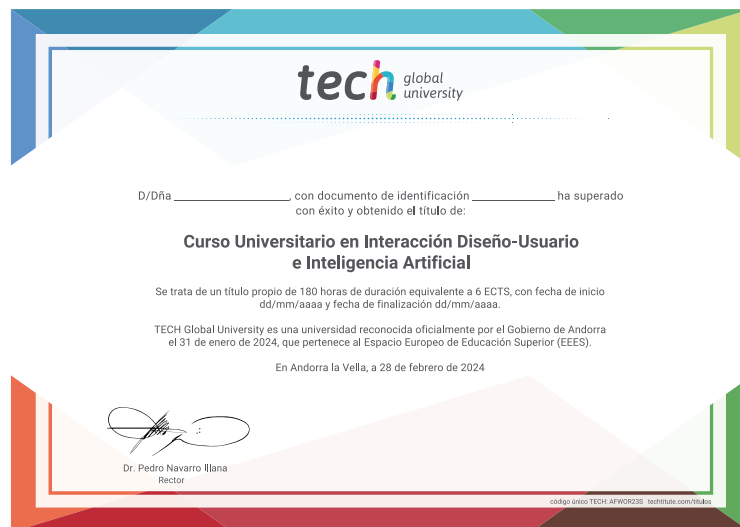 tech global university
D/Dña ____________________, con documento de identificación ______________ ha superado
con éxito y obtenido el título de:
Curso Universitario en Interacción Diseño-Usuario
e Inteligencia Artificial
Se trata de un título propio de 180 horas de duración equivalente a 6 ECTS, con fecha de inicio
dd/mm/aaaa y fecha de finalización dd/mm/aaaa.
TECH Global University es una universidad reconocida oficialmente por el Gobierno de Andorra
el 31 de enero de 2024, que pertenece al Espacio Europeo de Educación Superior (EEES).
En Andorra la Vella, a 28 de febrero de 2024
Dr. Pedro Navarro Illana
Rector
código único TECH: AFWOR23S techtitute.com/titulos